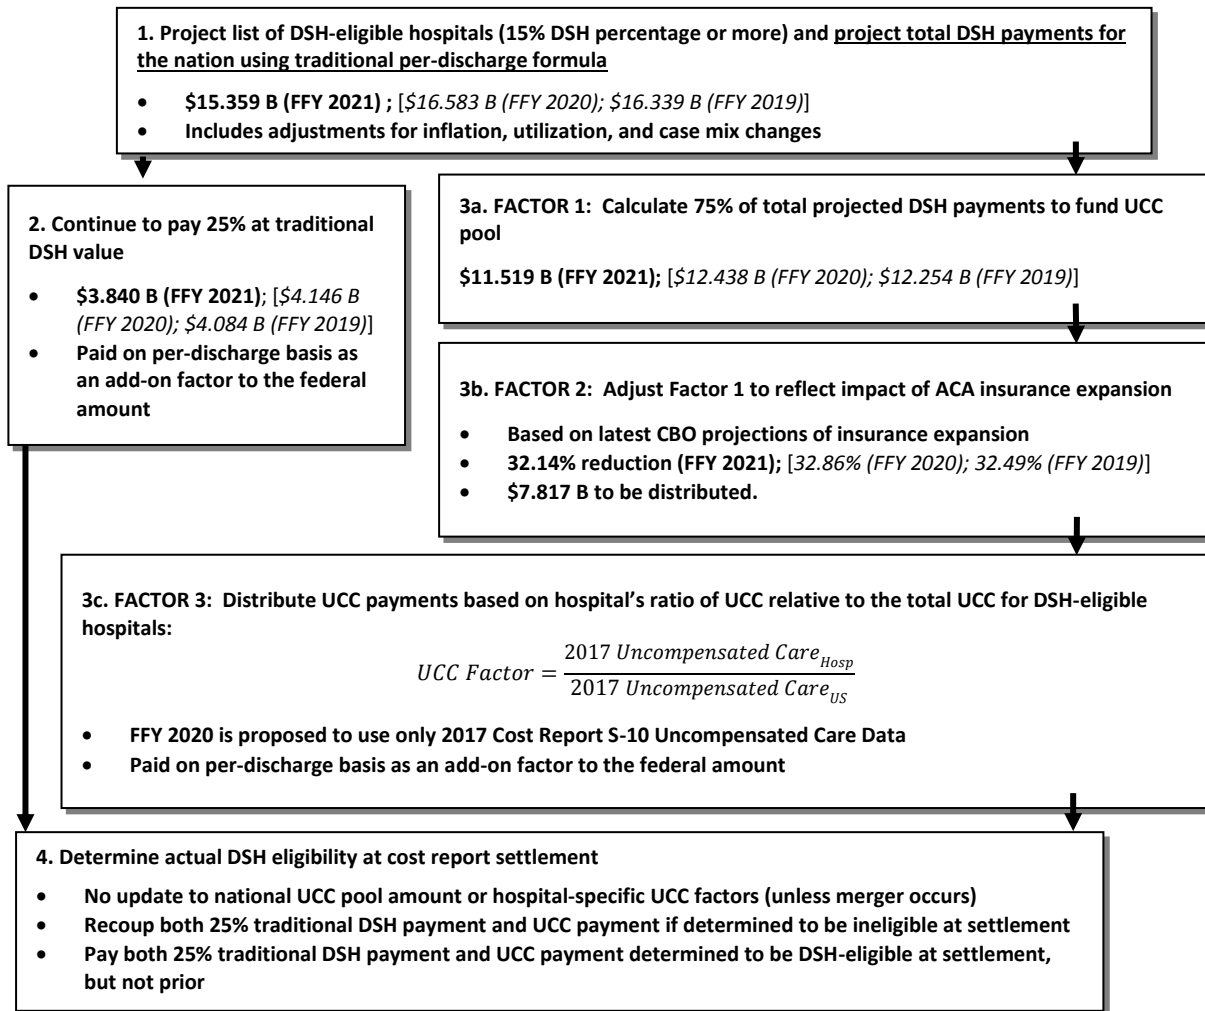 1. Project list of DSH-eligible hospitals (15% DSH percentage or more) and project total DSH payments for
the nation using traditional per-discharge formula
• $15.359 B (FFY 2021) ; [$16.583 B (FFY 2020); $16.339 B (FFY 2019)]
• Includes adjustments for inflation, utilization, and case mix changes
2. Continue to pay 25% at traditional
DSH value
• $3.840 B (FFY 2021); [$4.146 B
(FFY 2020); $4.084 B (FFY 2019)]
• Paid on per-discharge basis as
an add-on factor to the federal
amount
3a. FACTOR 1: Calculate 75% of total projected DSH payments to fund UCC
pool
$11.519 B (FFY 2021); [$12.438 B (FFY 2020); $12.254 B (FFY 2019)]
3b. FACTOR 2: Adjust Factor 1 to reflect impact of ACA insurance expansion
• Based on latest CBO projections of insurance expansion
• 32.14% reduction (FFY 2021); [32.86% (FFY 2020); 32.49% (FFY 2019)]
• $7.817 B to be distributed.
3c. FACTOR 3: Distribute UCC payments based on hospital's ratio of UCC relative to the total UCC for DSH-eligible
hospitals:
UCC Factor = 2017 Uncompensated Care_Hosp
2017 Uncompensated Care_US
• FFY 2020 is proposed to use only 2017 Cost Report S-10 Uncompensated Care Data
• Paid on per-discharge basis as an add-on factor to the federal amount
4. Determine actual DSH eligibility at cost report settlement
• No update to national UCC pool amount or hospital-specific UCC factors (unless merger occurs)
• Recoup both 25% traditional DSH payment and UCC payment if determined to be ineligible at settlement
• Pay both 25% traditional DSH payment and UCC payment determined to be DSH-eligible at settlement,
but not prior